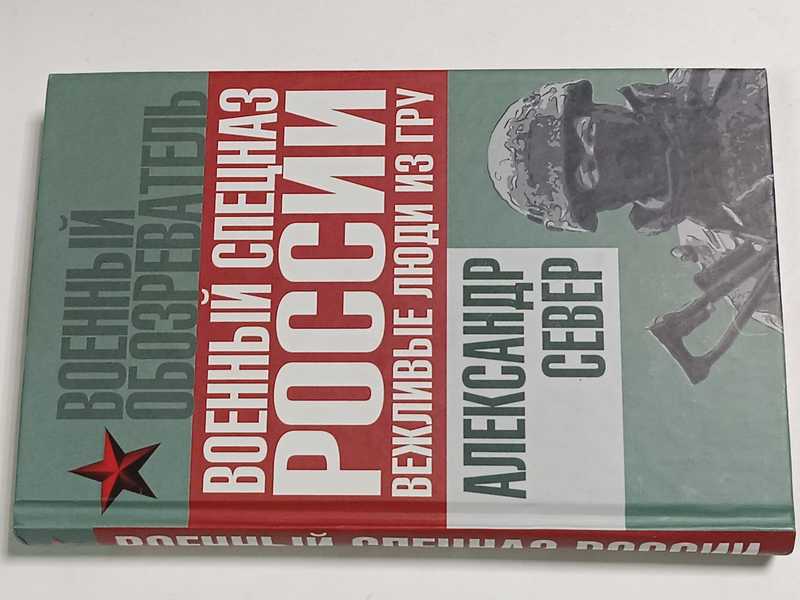 ВОЕННЫЙ
ОБОЗРЕВАТЕЛЬ
ВОЕННЫЙ СПЕЦНАЗ
РОССИИ
ВЕЖЛИВЫЕ ЛЮДИ ИЗ ГРУ
АЛЕКСАНДР
СЕВЕР
ВОЕННЫЙ СПЕЦНАЗ РОССИИ